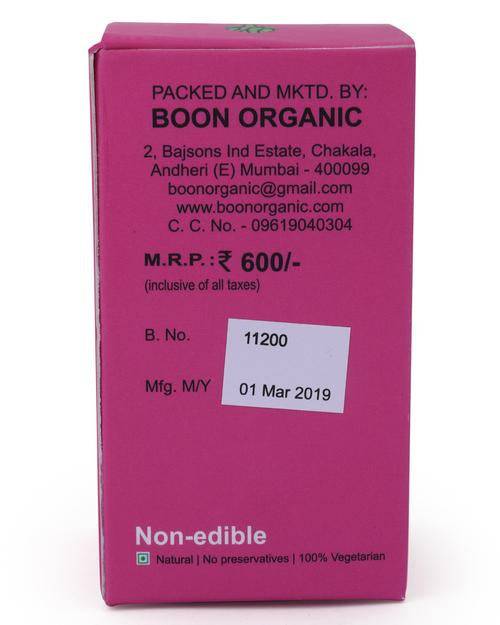 PACKED AND MKTD. BY:
BOON ORGANIC
2, Bajsons Ind Estate, Chakala,
Andheri (E) Mumbai - 400099
boonorganic@gmail.com
www.boonorganic.com
C. C. No. - 09619040304
M.R.P.:₹ 600/-
(inclusive of all taxes)
B. No. 11200
Mfg. M/Y 01 Mar 2019
Non-edible
Natural | No preservatives | 100% Vegetarian